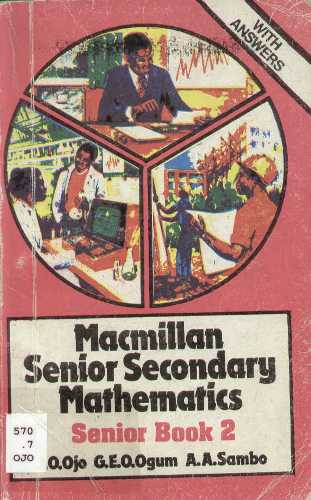 WITH
ANSWERS
Macmillan
Senior Secondary
Mathematics
Senior Book 2
570
.7
OJO
.O.Ojo G.E.O.Ogum A.A.Sambo